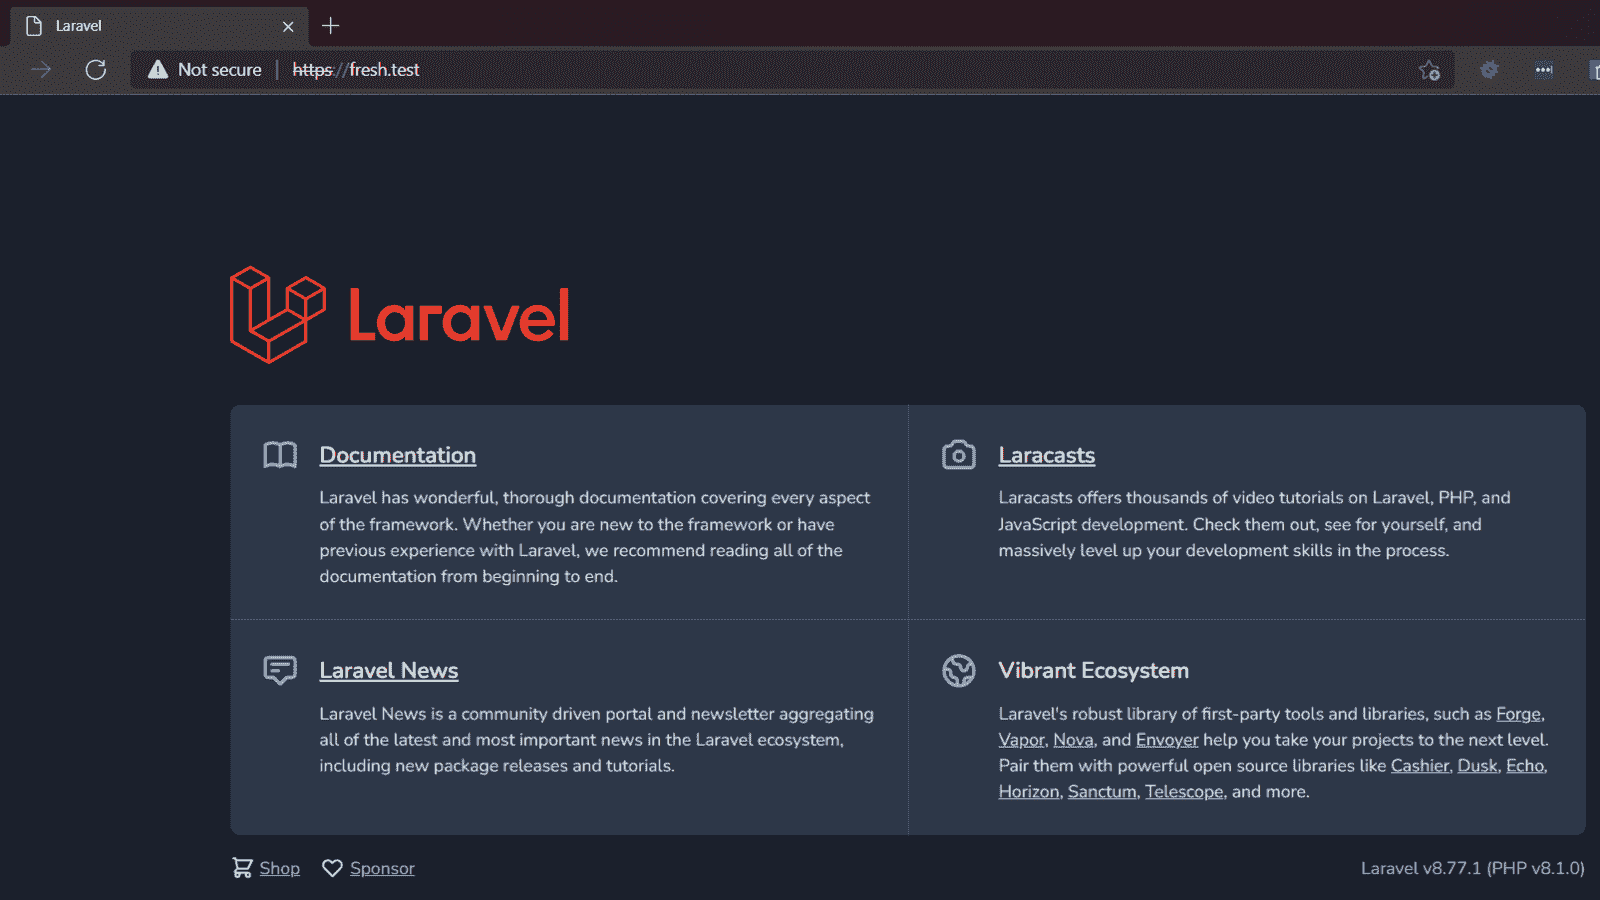 Laravel
Not secure | https://fresh.test
Laravel
Documentation
Laravel has wonderful, thorough documentation covering every aspect
of the framework. Whether you are new to the framework or have
previous experience with Laravel, we recommend reading all of the
documentation from beginning to end.
Laracasts
Laracasts offers thousands of video tutorials on Laravel, PHP, and
JavaScript development. Check them out, see for yourself, and
massively level up your development skills in the process.
Laravel News
Laravel News is a community driven portal and newsletter aggregating
all of the latest and most important news in the Laravel ecosystem,
including new package releases and tutorials.
Vibrant Ecosystem
Laravel's robust library of first-party tools and libraries, such as Forge,
Vapor, Nova, and Envoyer help you take your projects to the next level.
Pair them with powerful open source libraries like Cashier, Dusk, Echo,
Horizon, Sanctum, Telescope, and more.
Shop
Sponsor
Laravel v8.77.1 (PHP v8.1.0)